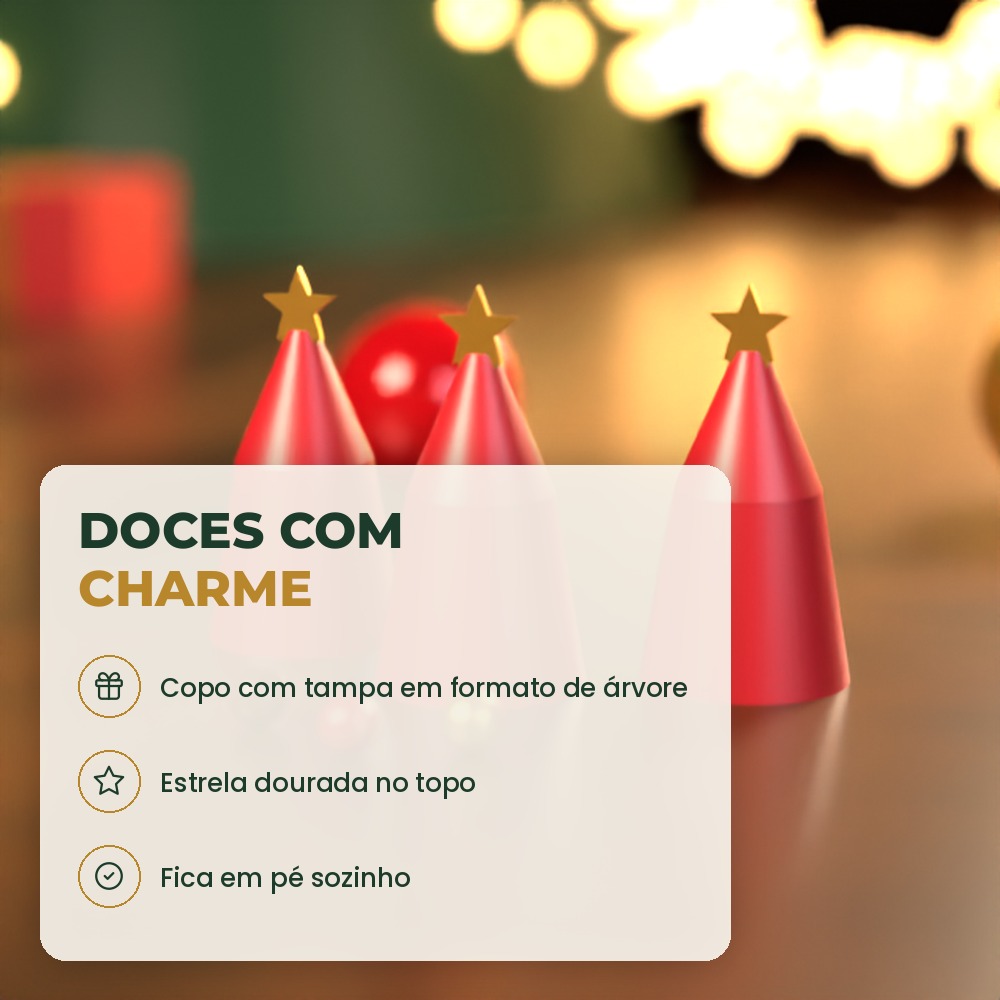 DOCES COM
CHARME
Copo com tampa em formato de árvore
Estrela dourada no topo
Fica em pé sozinho